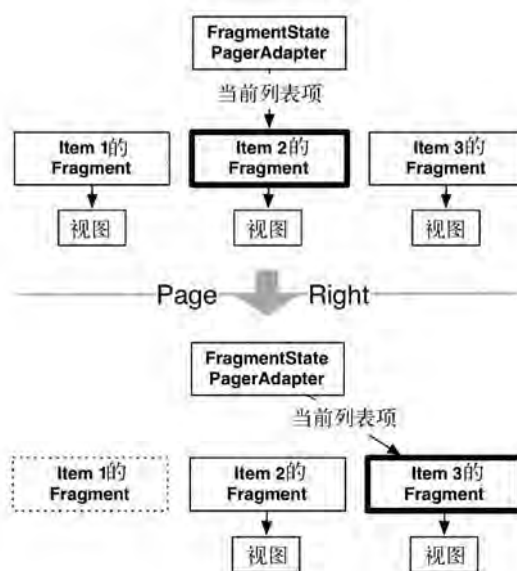 FragmentState
PagerAdapter
当前列表项
Item 1的
Fragment
Item 2的
Fragment
Item 3的
Fragment
视图
视图
视图
Page Right
FragmentState
PagerAdapter
当前列表项
Item 1的
Fragment
Item 2的
Fragment
Item 3的
Fragment
视图
视图